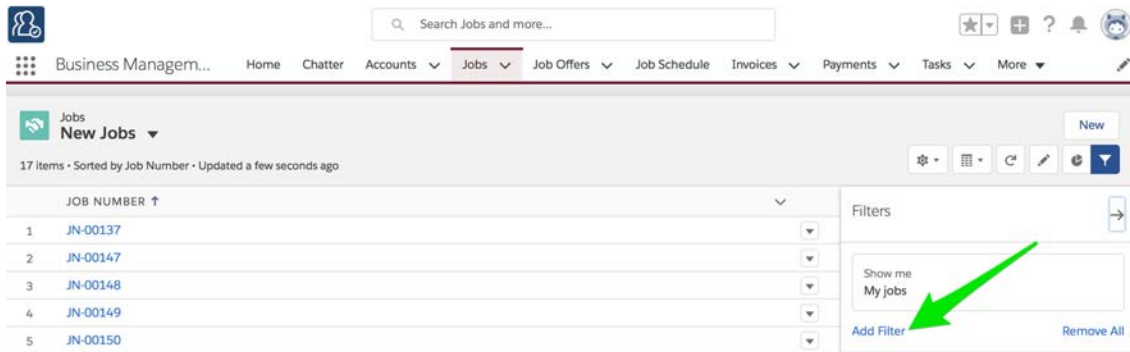 Search Jobs and more...
Business Managem... Home Chatter Accounts Jobs Job Offers Job Schedule Invoices Payments Tasks More
Jobs
New Jobs
New
17 items • Sorted by Job Number • Updated a few seconds ago
JOB NUMBER
Filters
1 JN-00137
2 JN-00147
3 JN-00148
4 JN-00149
5 JN-00150
Show me
My jobs
Add Filter Remove All